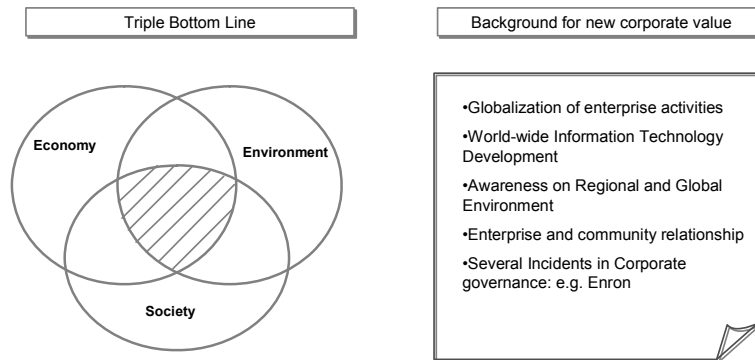 Triple Bottom Line
Background for new corporate value
Economy
Environment
Society
•Globalization of enterprise activities
•World-wide Information Technology
Development
•Awareness on Regional and Global
Environment
•Enterprise and community relationship
•Several Incidents in Corporate
governance: e.g. Enron